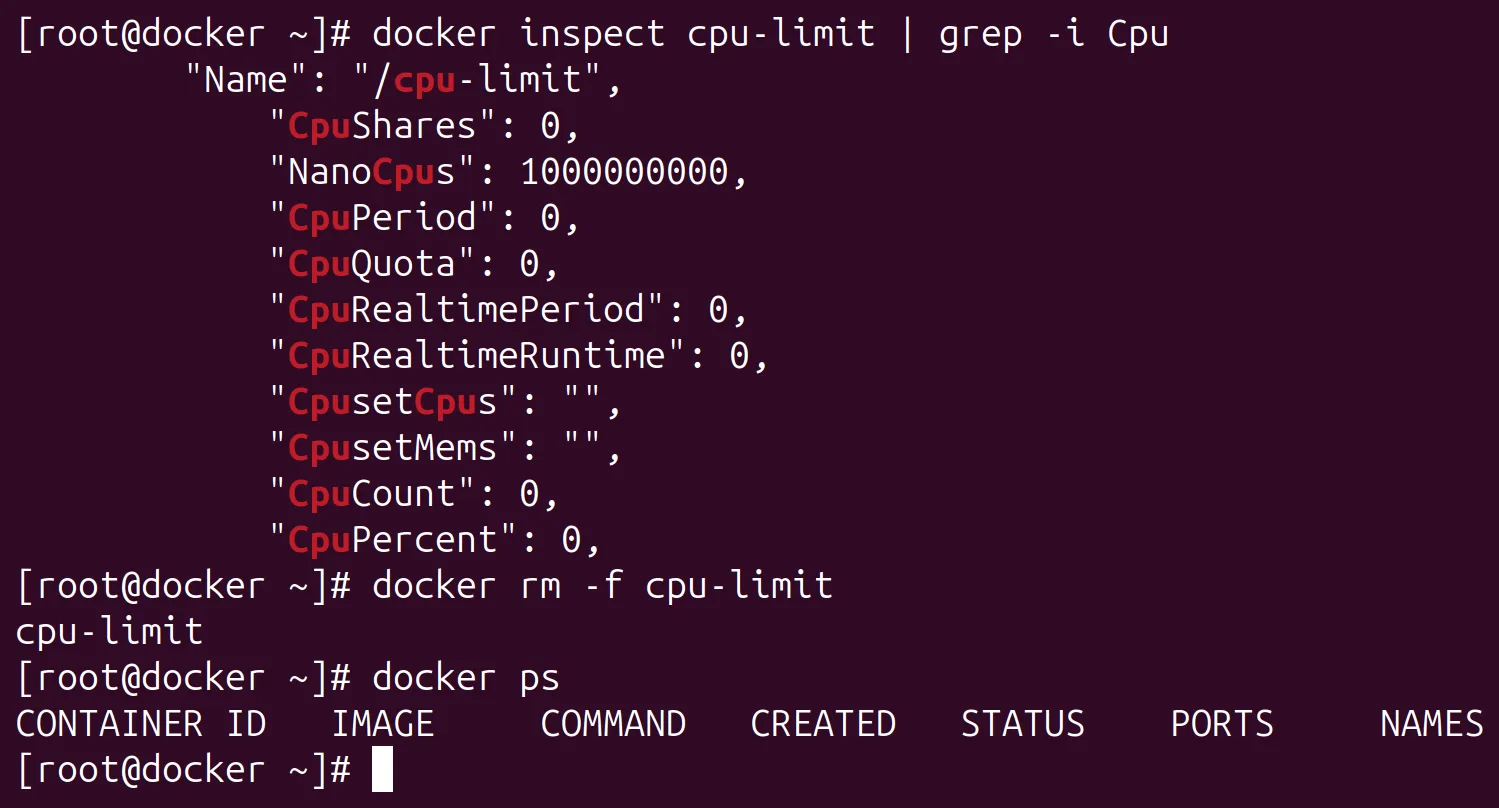 [root@docker ~]# docker inspect cpu-limit | grep -i Cpu
        "Name": "/cpu-limit",
            "CpuShares": 0,
            "NanoCpus": 1000000000,
            "CpuPeriod": 0,
            "CpuQuota": 0,
            "CpuRealtimePeriod": 0,
            "CpuRealtimeRuntime": 0,
            "CpusetCpus": "",
            "CpusetMems": "",
            "CpuCount": 0,
            "CpuPercent": 0,
[root@docker ~]# docker rm -f cpu-limit
cpu-limit
[root@docker ~]# docker ps
CONTAINER ID   IMAGE     COMMAND   CREATED   STATUS    PORTS     NAMES
[root@docker ~]#